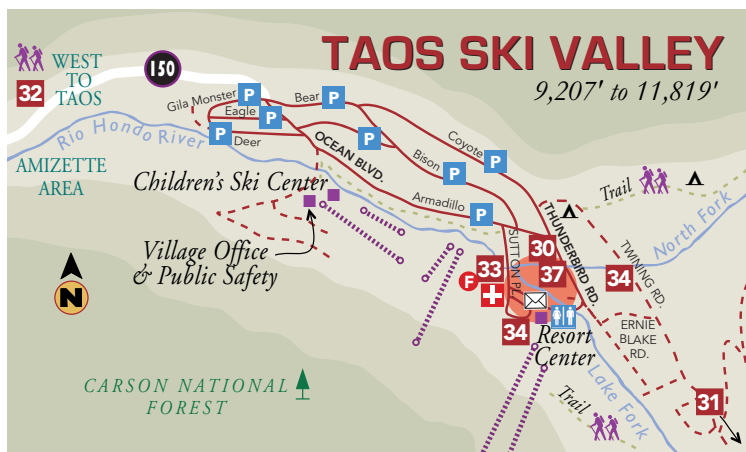 TAOS SKI VALLEY
9,207' to 11,819'
WEST
TO
TAOS
32
150
Gila Monster
P
Bear
P
Eagle
P
Rio Hondo River
P
Deer
OCEAN BLVD.
P
Coyote
P
Bison
P
AMIZETTE
AREA
Children's Ski Center
Armadillo
P
Trail
North Fork
Village Office
& Public Safety
SUTTON PL.
THUNDERBIRD RD.
TWINING RD.
30
33
37
34
F
N
34
Resort
Center
ERNIE
BLAKE
RD.
Lake Fork
CARSON NATIONAL
FOREST
Trail
31